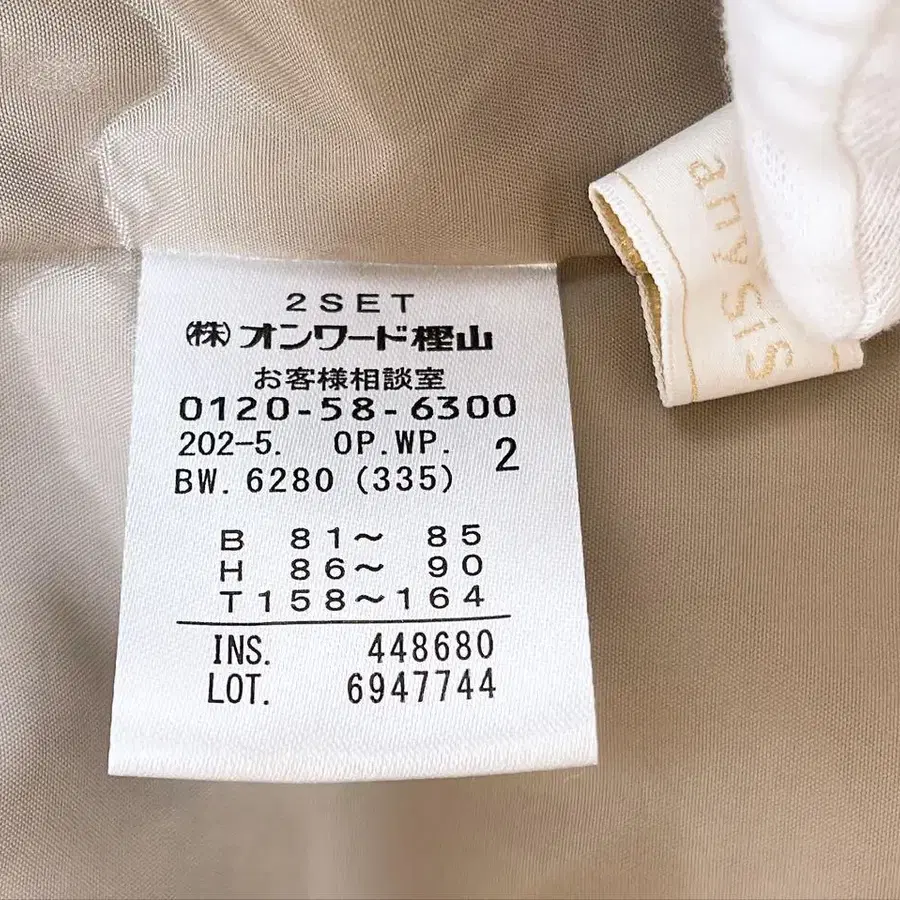 2SET
㈱オンワード樫山
お客様相談室
0120-58-6300
202-5. OP.WP. 2
BW.6280(335)
B 81～ 85
H 86～ 90
T158～164
INS. 448680
LOT. 6947744